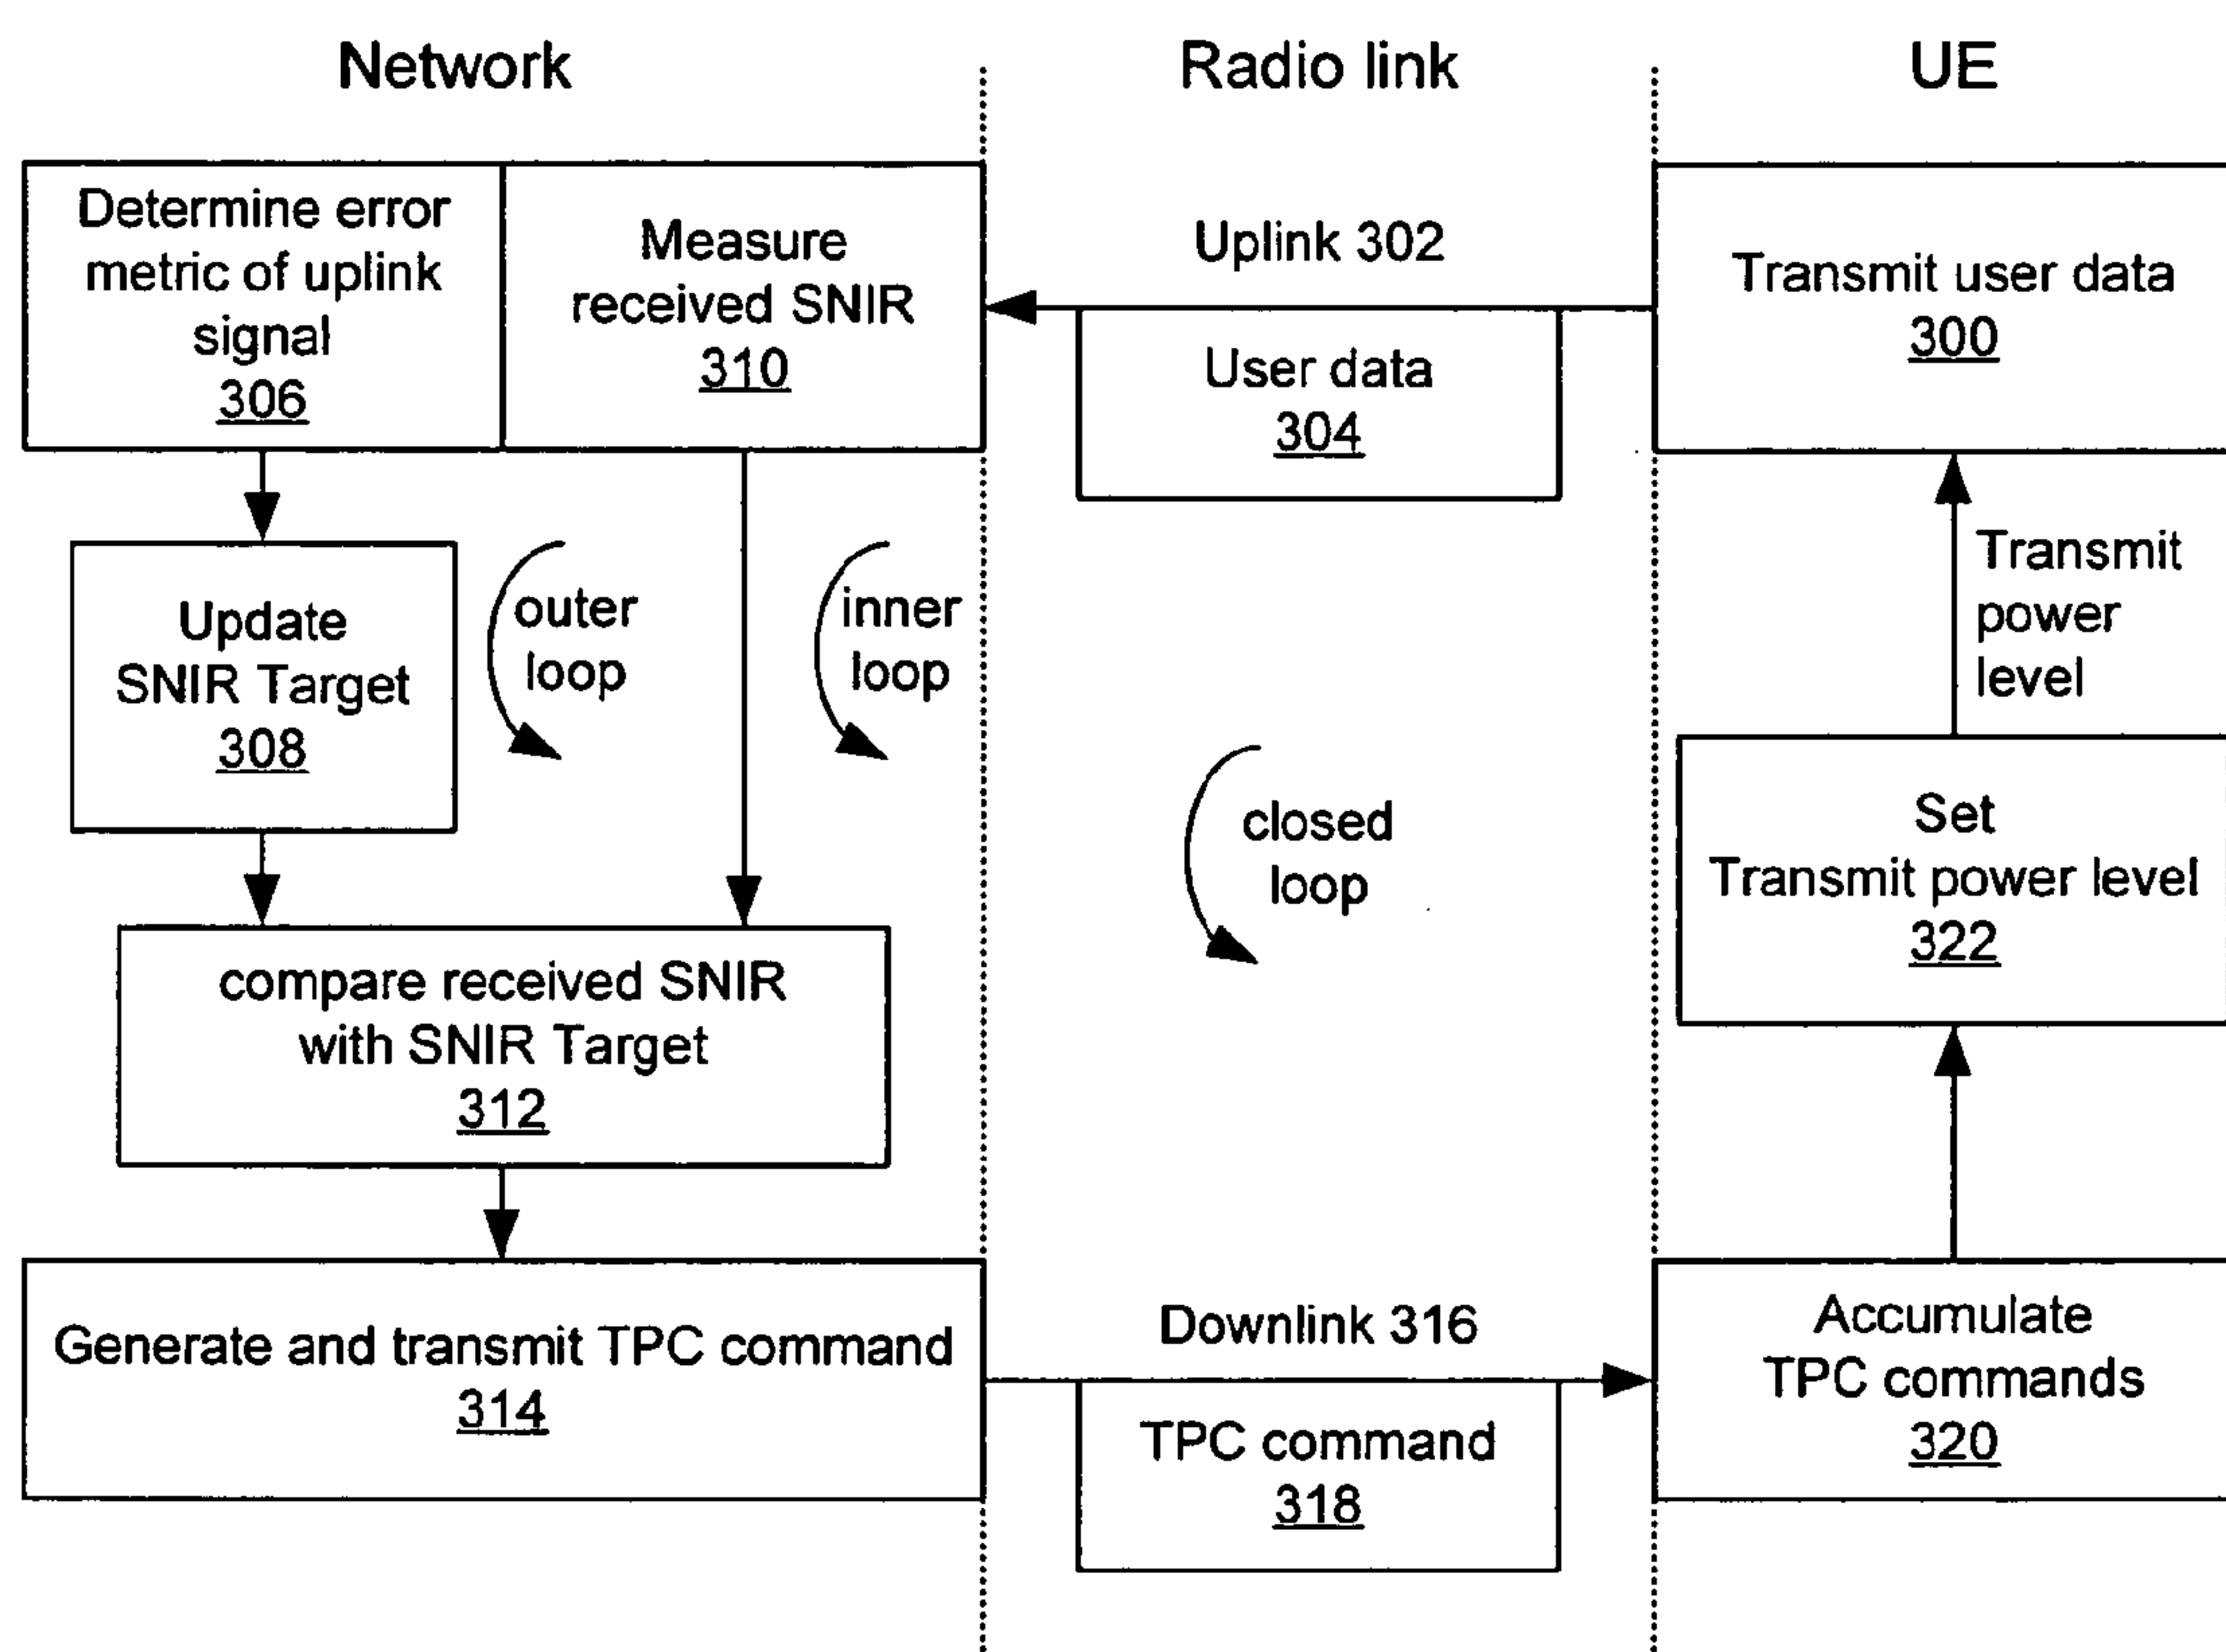 Network
Radio link
UE
Determine error
metric of uplink
signal
306
Measure
received SNIR
310
Uplink 302
User data
304
Transmit user data
300
Update
SNIR Target
308
outer
loop
inner
loop
closed
loop
Transmit
power
level
Set
Transmit power level
322
compare received SNIR
with SNIR Target
312
Generate and transmit TPC command
314
Downlink 316
TPC command
318
Accumulate
TPC commands
320